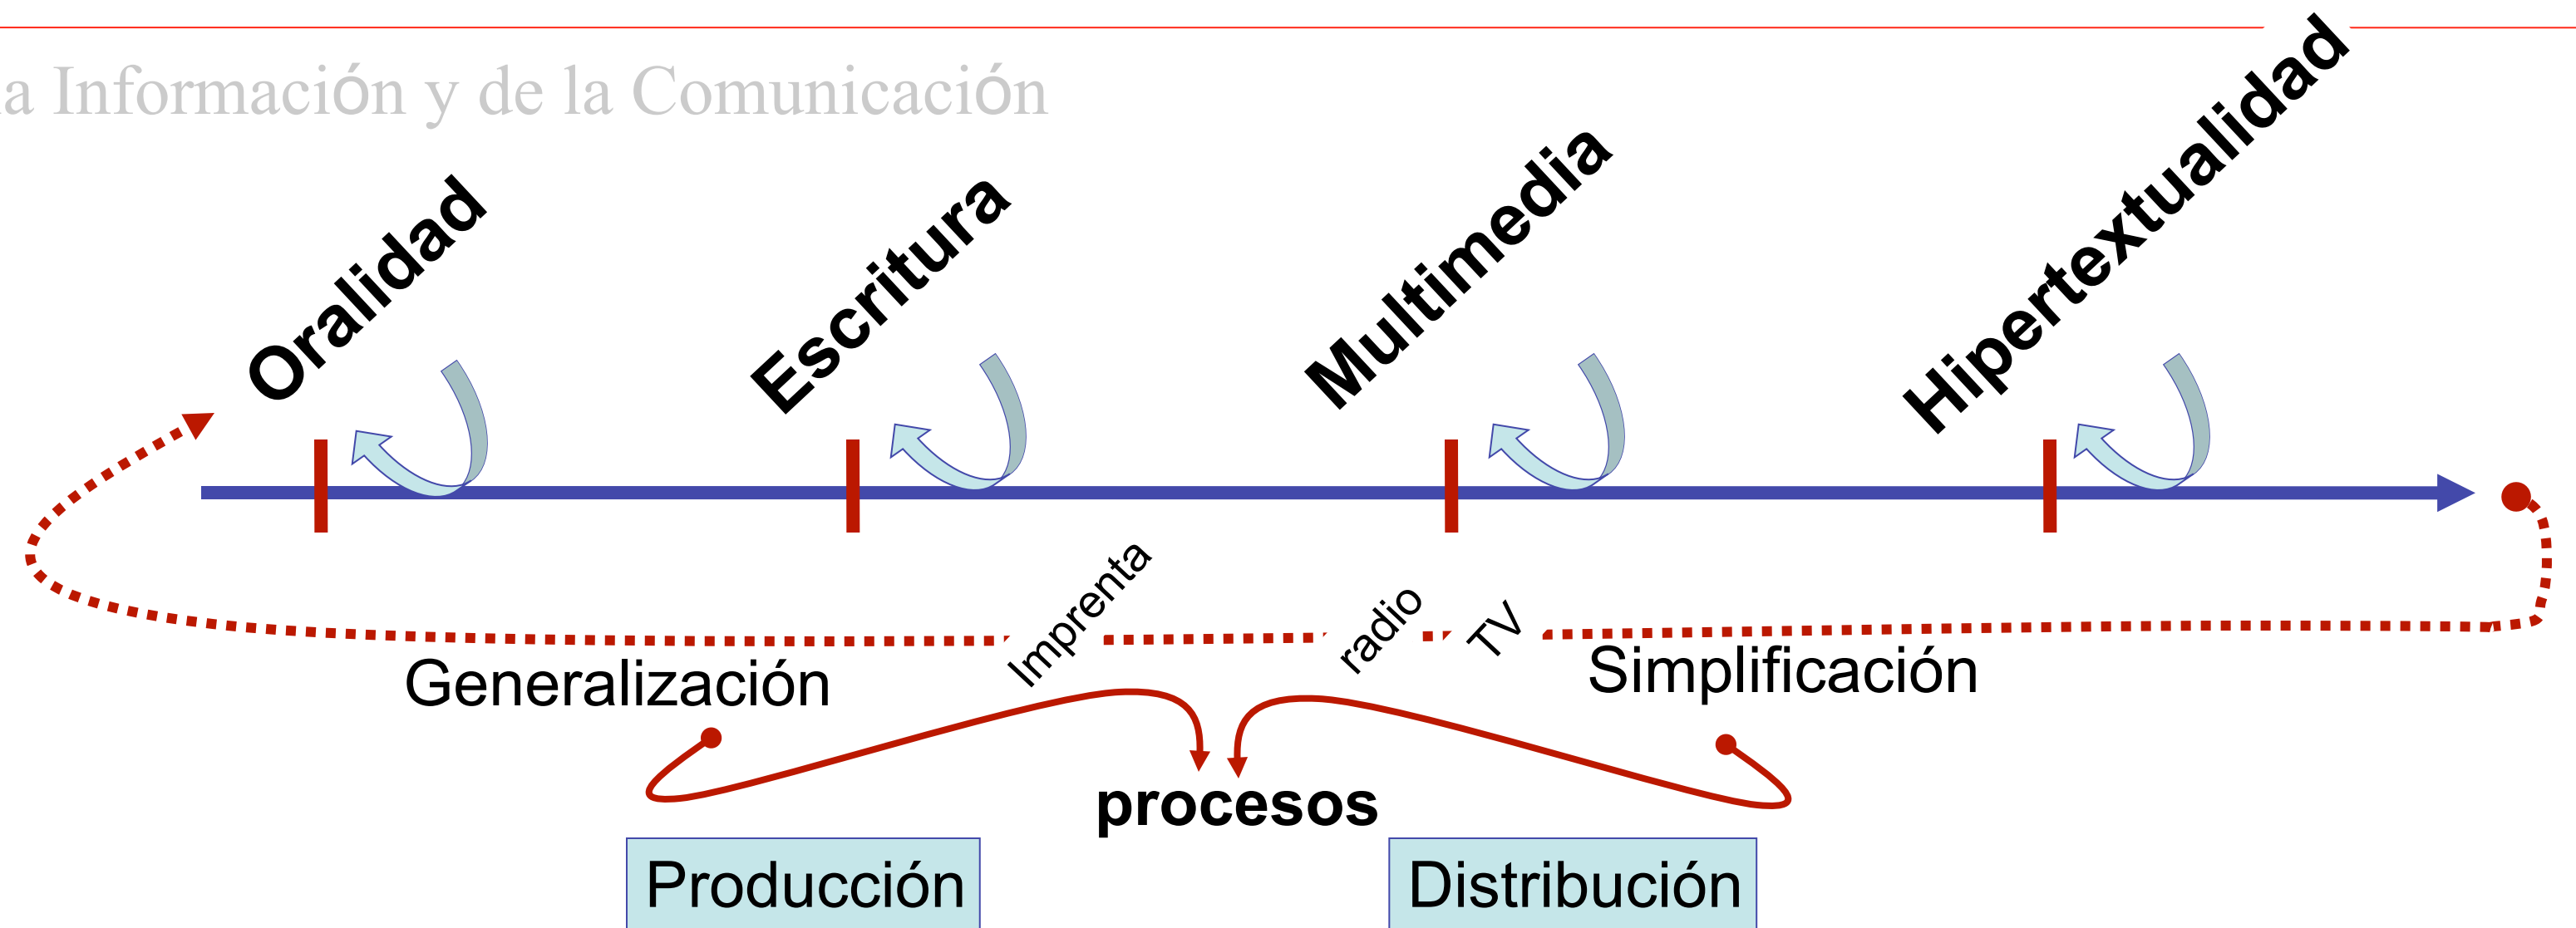 a Información y de la Comunicación
Oralidad
Escritura
Multimedia
Hipertextualidad
Imprenta
radio
TV
Generalización
Simplificación
procesos
Producción
Distribución